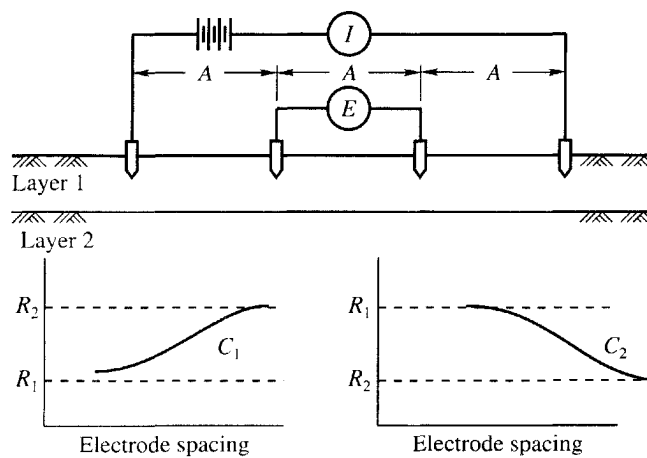 I
A A A
E
Layer 1
Layer 2
R2
C1
R1
Electrode spacing
R1
C2
R2
Electrode spacing